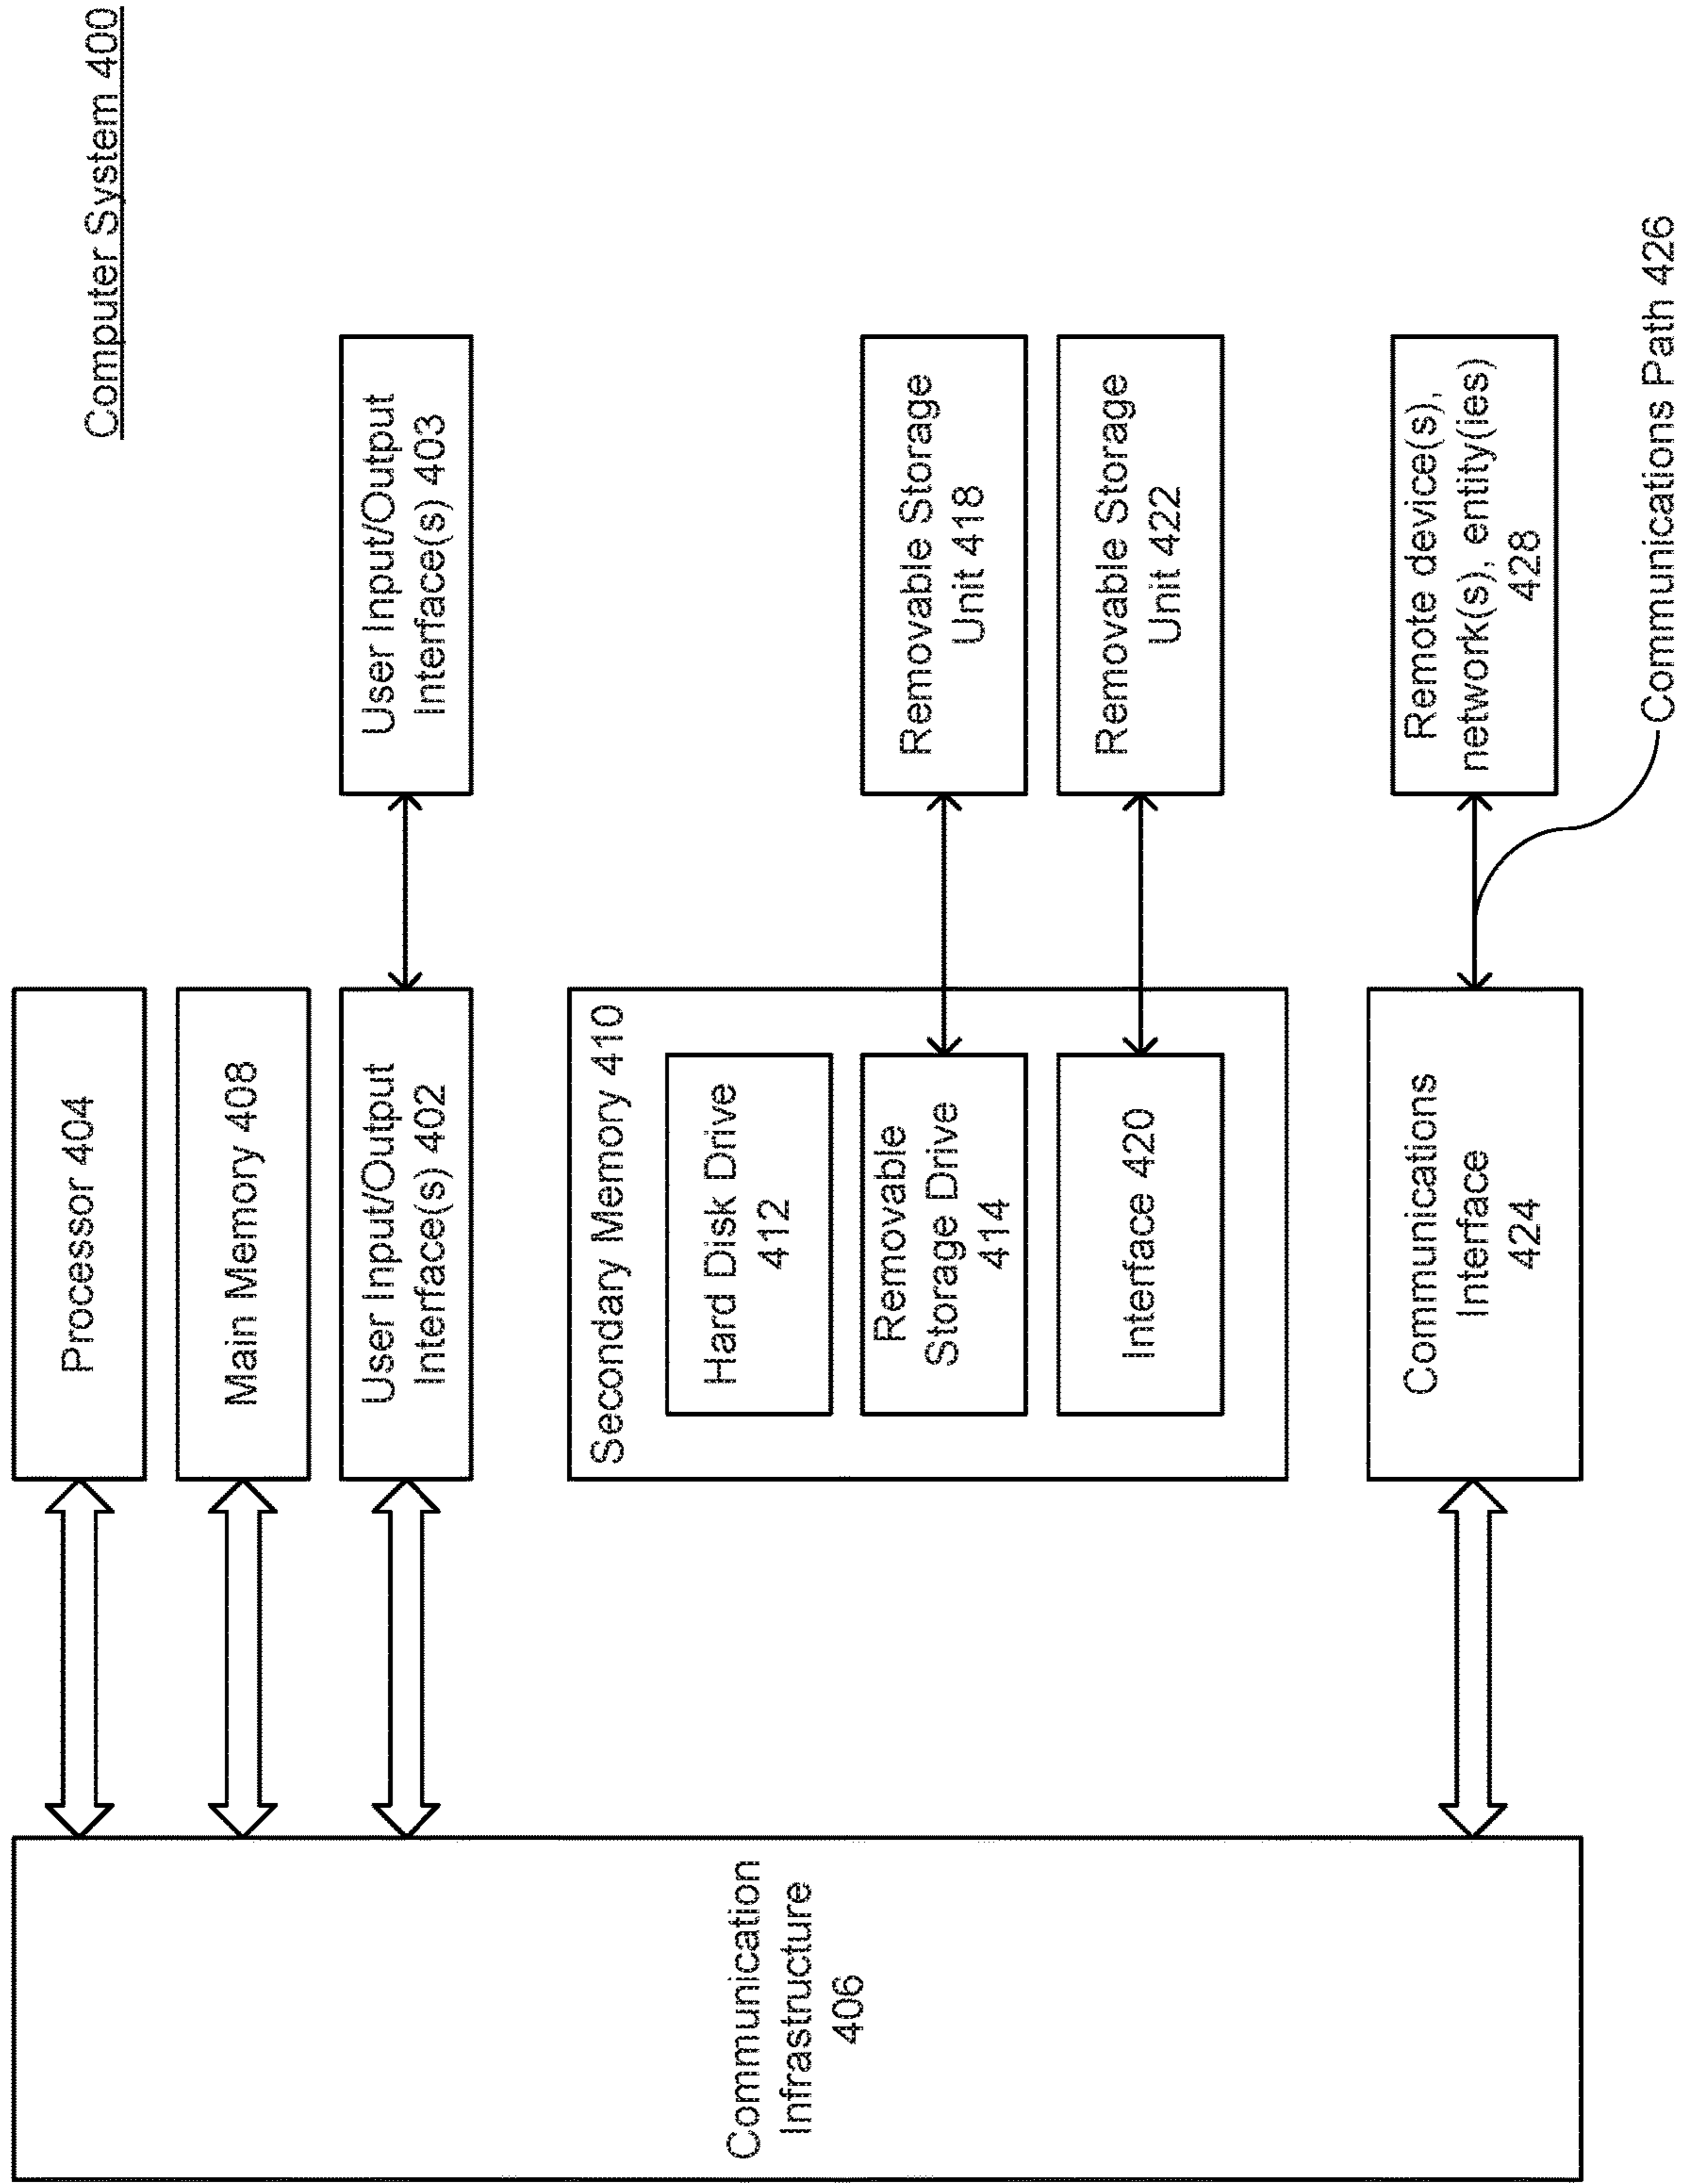 Computer System 400
Processor 404
Main Memory 408
User Input/Output
Interface(s) 402
User Input/Output
Interface(s) 403
Communication
Infrastructure
406
Secondary Memory 410
Hard Disk Drive
412
Removable
Storage Drive
414
Removable Storage
Unit 418
Interface 420
Removable Storage
Unit 422
Communications
Interface
424
Remote device(s),
network(s), entity(ies)
428
Communications Path 426